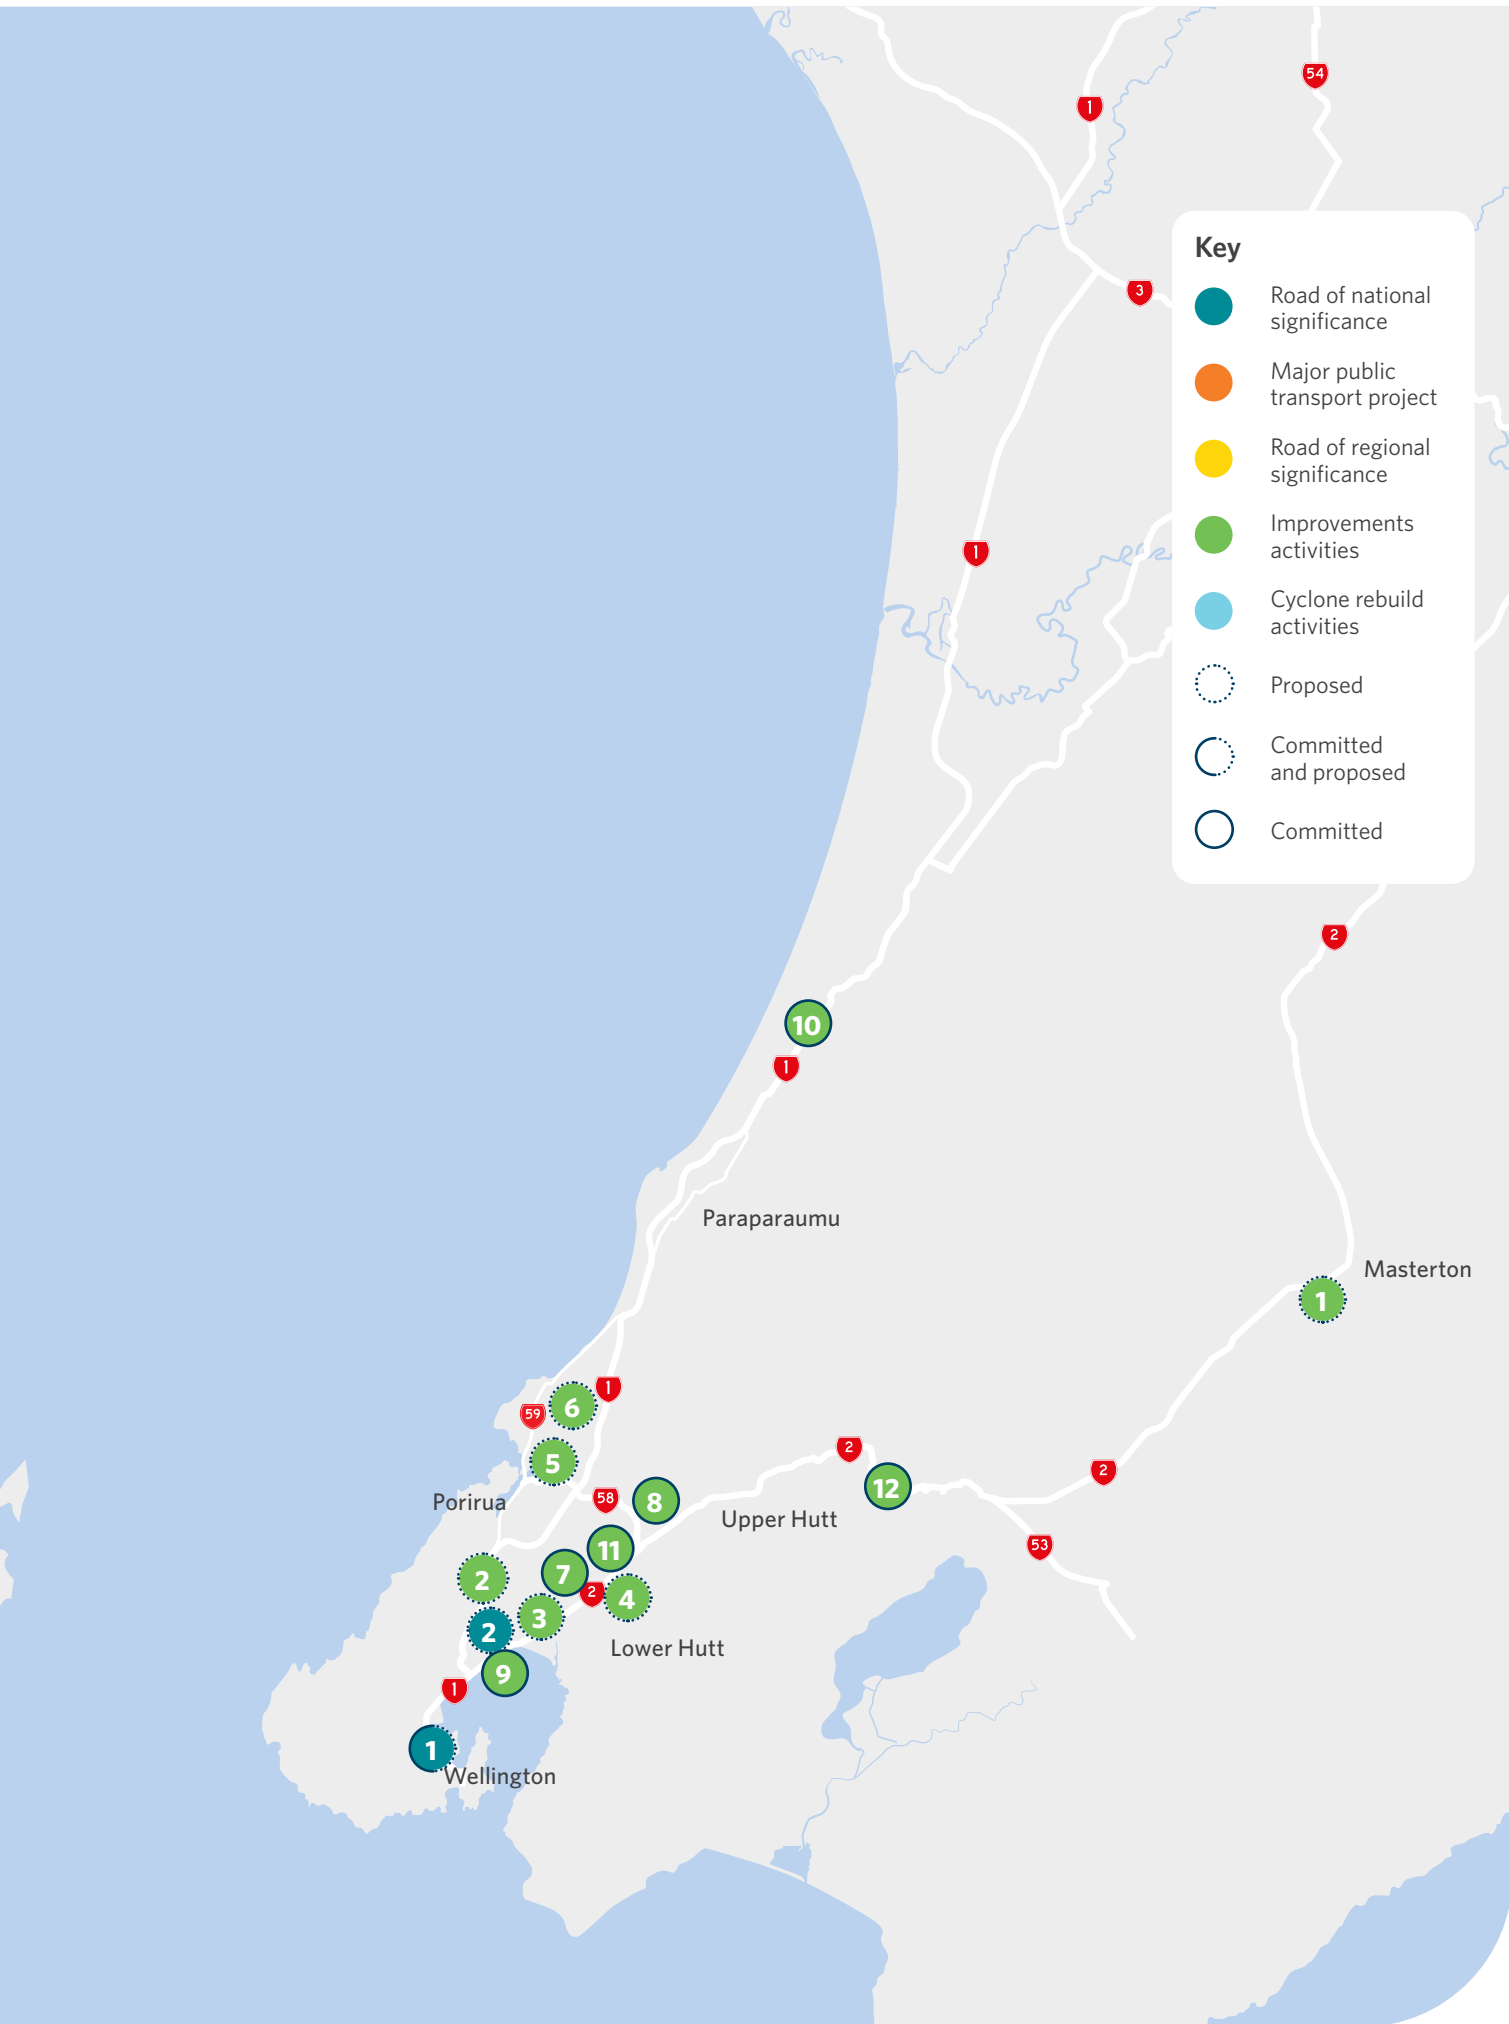 54
1
3
Key
Road of national
significance
Major public
transport project
Road of regional
significance
Improvements
activities
Cyclone rebuild
activities
Proposed
Committed
and proposed
Committed
1
2
10
1
Paraparaumu
Masterton
1
1
6
59
5
2
2
12
Porirua
58
8
Upper Hutt
11
53
7
2
2
4
3
2
Lower Hutt
9
1
1
Wellington